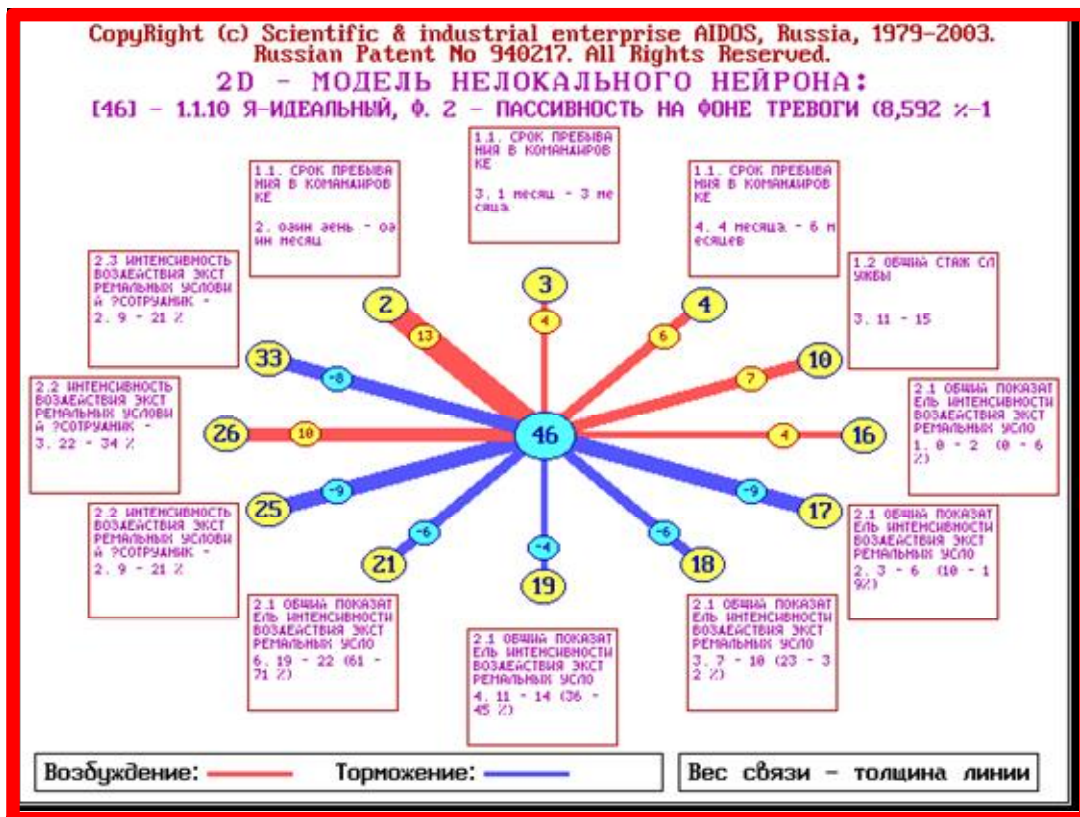 CopyRight (c) Scientific & industrial enterprise AIDOS, Russia, 1979-2003.
Russian Patent No 940217. All Rights Reserved.
2D - МОДЕЛЬ НЕЛОКАЛЬНОГО НЕЙРОНА:
[46] - 1.1.10 Я-ИДЕАЛЬНЫЙ, Ф. 2 - ПАССИВНОСТЬ НА ФОНЕ ТРЕВОГИ (8,592 %-1
1.1. СРОК ПРЕБЫВА
НИЯ В КОМАНДИРОВ
КЕ
3. 1 месяц - 3 ме
сяца
1.1. СРОК ПРЕБЫВА
НИЯ В КОМАНДИРОВ
КЕ
2. один день - од
ин месяц
1.1. СРОК ПРЕБЫВА
НИЯ В КОМАНДИРОВ
КЕ
4. 4 месяца - 6 м
есяцев
2.3 ИНТЕНСИВНОСТЬ
ВОЗДЕЙСТВИЯ ЭКСТ
РЕМАЛЬНЫХ УСЛОВИ
Й ?СОТРУДНИК -
2. 9 - 21 %
1.2 ОБЩИЙ СТАЖ СЛ
УЖБЫ
3. 11 - 15
2.2 ИНТЕНСИВНОСТЬ
ВОЗДЕЙСТВИЯ ЭКСТ
РЕМАЛЬНЫХ УСЛОВИ
Й ?СОТРУДНИК -
3. 22 - 34 %
2.1 ОБЩИЙ ПОКАЗАТ
ЕЛЬ ИНТЕНСИВНОСТИ
ВОЗДЕЙСТВИЯ ЭКСТ
РЕМАЛЬНЫХ УСЛО
1. 0 - 2 (0 - 6
%)
2.2 ИНТЕНСИВНОСТЬ
ВОЗДЕЙСТВИЯ ЭКСТ
РЕМАЛЬНЫХ УСЛОВИ
Й ?СОТРУДНИК -
2. 9 - 21 %
2.1 ОБЩИЙ ПОКАЗАТ
ЕЛЬ ИНТЕНСИВНОСТИ
ВОЗДЕЙСТВИЯ ЭКСТ
РЕМАЛЬНЫХ УСЛО
2. 3 - 6 (10 - 1
9%)
2.1 ОБЩИЙ ПОКАЗАТ
ЕЛЬ ИНТЕНСИВНОСТИ
ВОЗДЕЙСТВИЯ ЭКСТ
РЕМАЛЬНЫХ УСЛО
6. 19 - 22 (61 -
71 %)
2.1 ОБЩИЙ ПОКАЗАТ
ЕЛЬ ИНТЕНСИВНОСТИ
ВОЗДЕЙСТВИЯ ЭКСТ
РЕМАЛЬНЫХ УСЛО
4. 11 - 14 (36 -
45 %)
2.1 ОБЩИЙ ПОКАЗАТ
ЕЛЬ ИНТЕНСИВНОСТИ
ВОЗДЕЙСТВИЯ ЭКСТ
РЕМАЛЬНЫХ УСЛО
3. 7 - 10 (23 - 3
2 %)
3
2
4
4
13
6
33
10
-8
7
26
10
46
4
16
25
-9
-9
17
21
-6
-4
-6
18
19
Возбуждение:
Торможение:
Вес связи - толщина линии